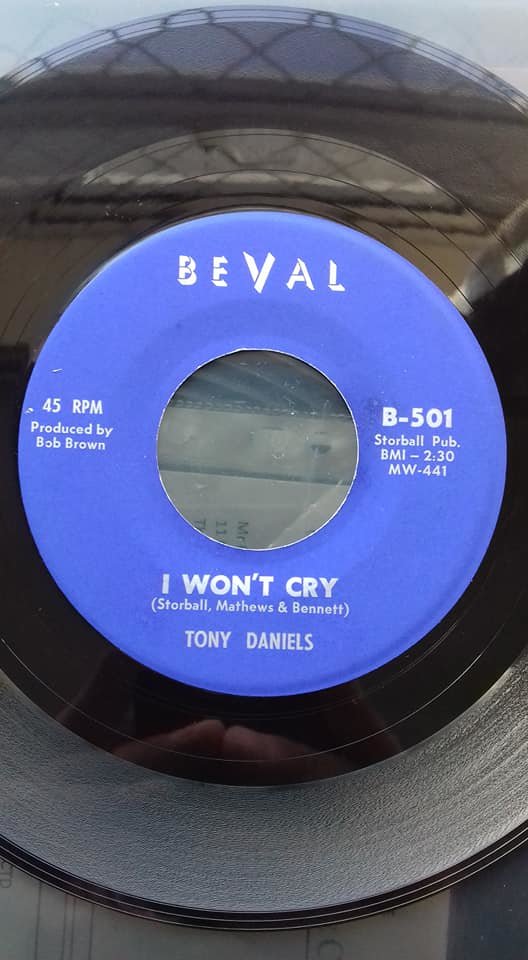 BEVAL
45 RPM
Produced by
Bob Brown
B-501
Storball Pub.
BMI – 2:30
MW-441
I WON'T CRY
(Storball, Mathews & Bennett)
TONY DANIELS